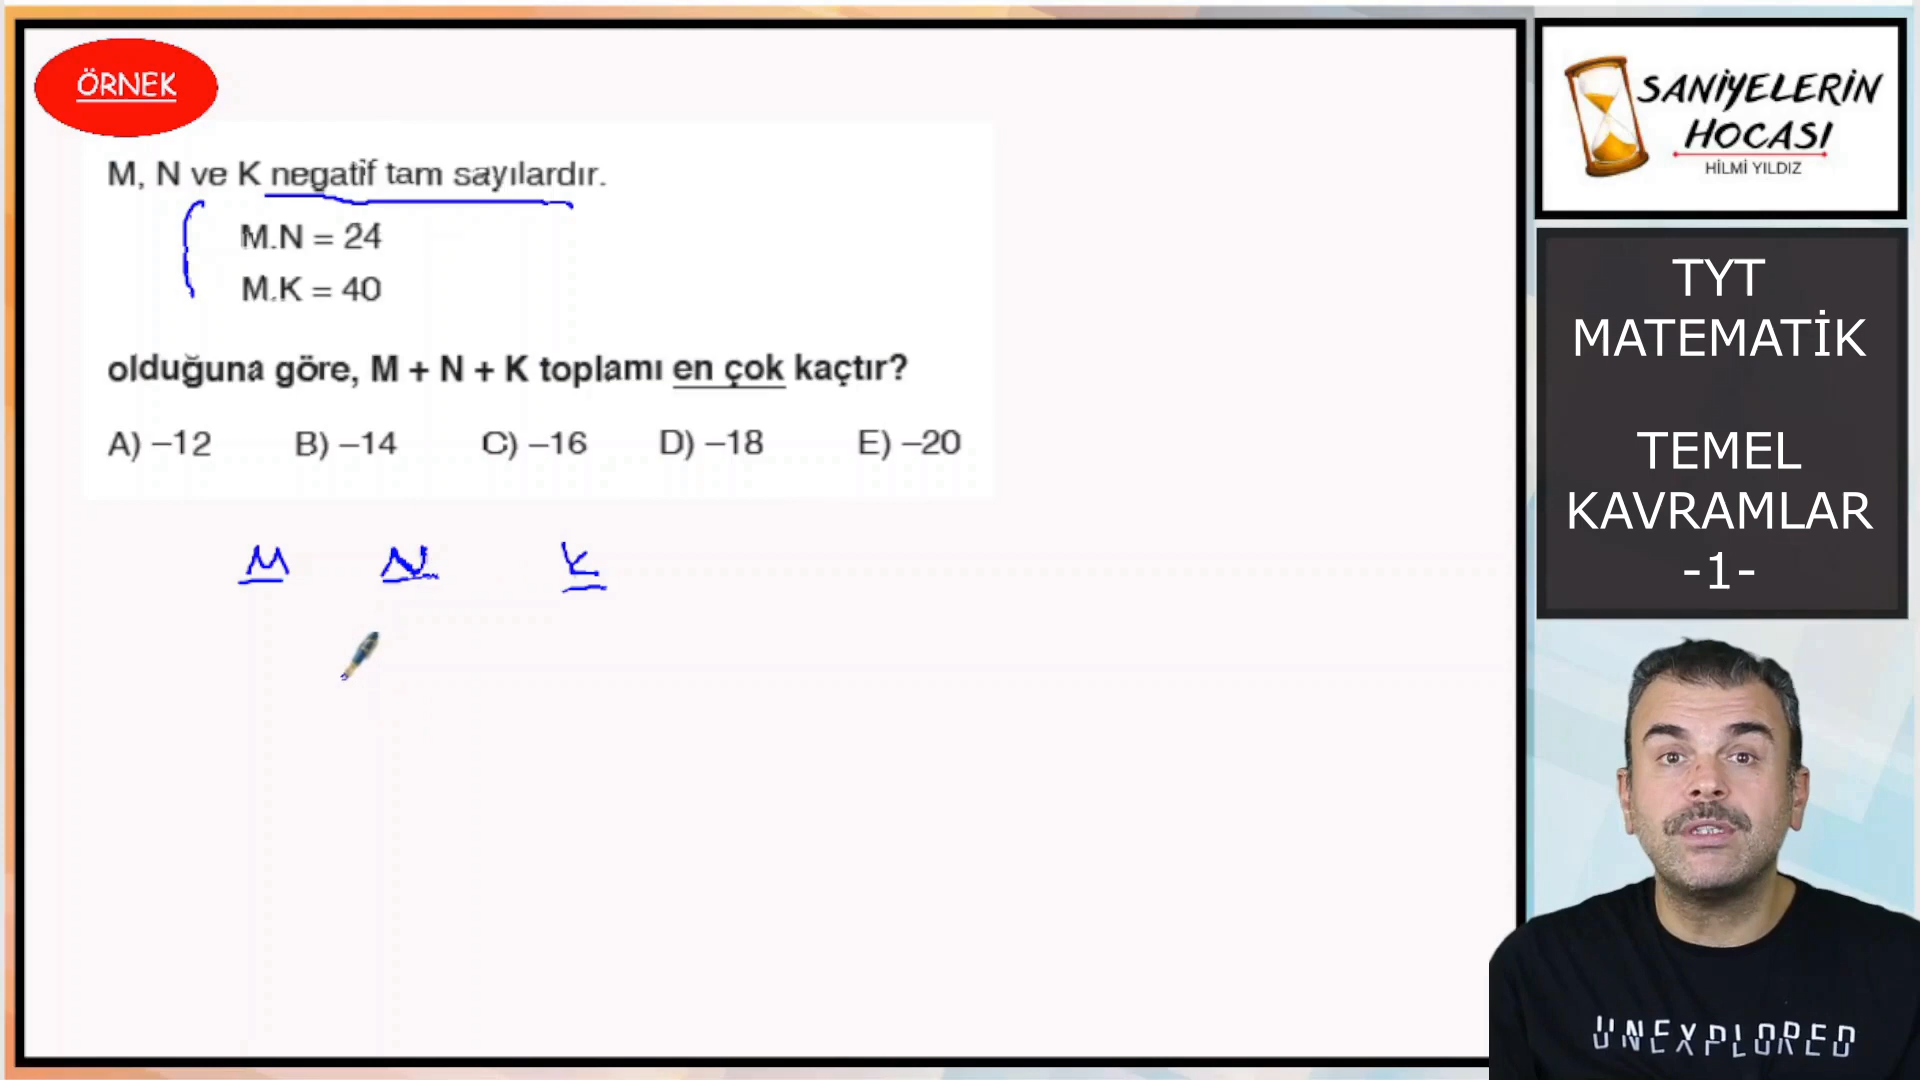 ÖRNEK
M, N ve K negatif tam sayılardır.
M.N = 24
M.K = 40
olduğuna göre, M + N + K toplamı en çok kaçtır?
A) –12 B) –14 C) –16 D) –18 E) –20
M N K
SANİYELERİN
HOCASI
HİLMİ YILDIZ
TYT
MATEMATİK
TEMEL
KAVRAMLAR
-1-
UNEXPLORED